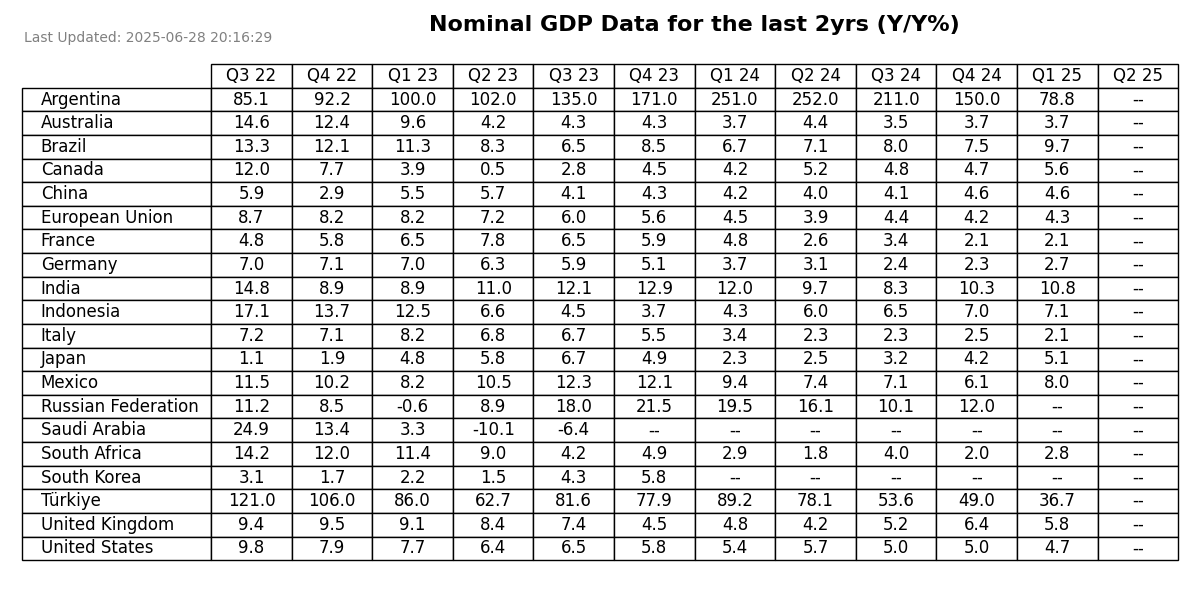 Nominal GDP Data for the last 2yrs (Y/Y%)
Last Updated: 2025-06-28 20:16:29
Q3 22 Q4 22 Q1 23 Q2 23 Q3 23 Q4 23 Q1 24 Q2 24 Q3 24 Q4 24 Q1 25 Q2 25
Argentina 85.1 92.2 100.0 102.0 135.0 171.0 251.0 252.0 211.0 150.0 78.8 --
Australia 14.6 12.4 9.6 4.2 4.3 4.3 3.7 4.4 3.5 3.7 3.7 --
Brazil 13.3 12.1 11.3 8.3 6.5 8.5 6.7 7.1 8.0 7.5 9.7 --
Canada 12.0 7.7 3.9 0.5 2.8 4.5 4.2 5.2 4.8 4.7 5.6 --
China 5.9 2.9 5.5 5.7 4.1 4.3 4.2 4.0 4.1 4.6 4.6 --
European Union 8.7 8.2 8.2 7.2 6.0 5.6 4.5 3.9 4.4 4.2 4.3 --
France 4.8 5.8 6.5 7.8 6.5 5.9 4.8 2.6 3.4 2.1 2.1 --
Germany 7.0 7.1 7.0 6.3 5.9 5.1 3.7 3.1 2.4 2.3 2.7 --
India 14.8 8.9 8.9 11.0 12.1 12.9 12.0 9.7 8.3 10.3 10.8 --
Indonesia 17.1 13.7 12.5 6.6 4.5 3.7 4.3 6.0 6.5 7.0 7.1 --
Italy 7.2 7.1 8.2 6.8 6.7 5.5 3.4 2.3 2.3 2.5 2.1 --
Japan 1.1 1.9 4.8 5.8 6.7 4.9 2.3 2.5 3.2 4.2 5.1 --
Mexico 11.5 10.2 8.2 10.5 12.3 12.1 9.4 7.4 7.1 6.1 8.0 --
Russian Federation 11.2 8.5 -0.6 8.9 18.0 21.5 19.5 16.1 10.1 12.0 -- --
Saudi Arabia 24.9 13.4 3.3 -10.1 -6.4 -- -- -- -- -- -- --
South Africa 14.2 12.0 11.4 9.0 4.2 4.9 2.9 1.8 4.0 2.0 2.8 --
South Korea 3.1 1.7 2.2 1.5 4.3 5.8 -- -- -- -- -- --
Türkiye 121.0 106.0 86.0 62.7 81.6 77.9 89.2 78.1 53.6 49.0 36.7 --
United Kingdom 9.4 9.5 9.1 8.4 7.4 4.5 4.8 4.2 5.2 6.4 5.8 --
United States 9.8 7.9 7.7 6.4 6.5 5.8 5.4 5.7 5.0 5.0 4.7 --